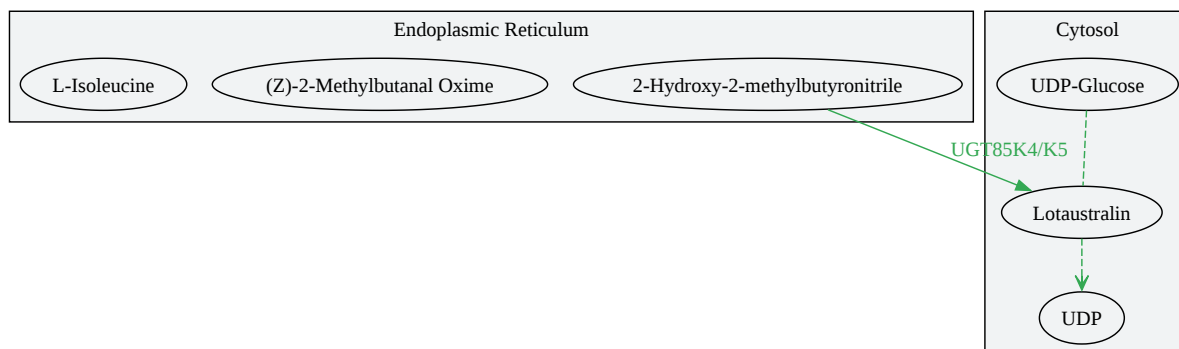 Endoplasmic Reticulum
Cytosol
L-Isoleucine
(Z)-2-Methylbutanal Oxime
2-Hydroxy-2-methylbutyronitrile
UDP-Glucose
UGT85K4/K5
Lotaustralin
UDP